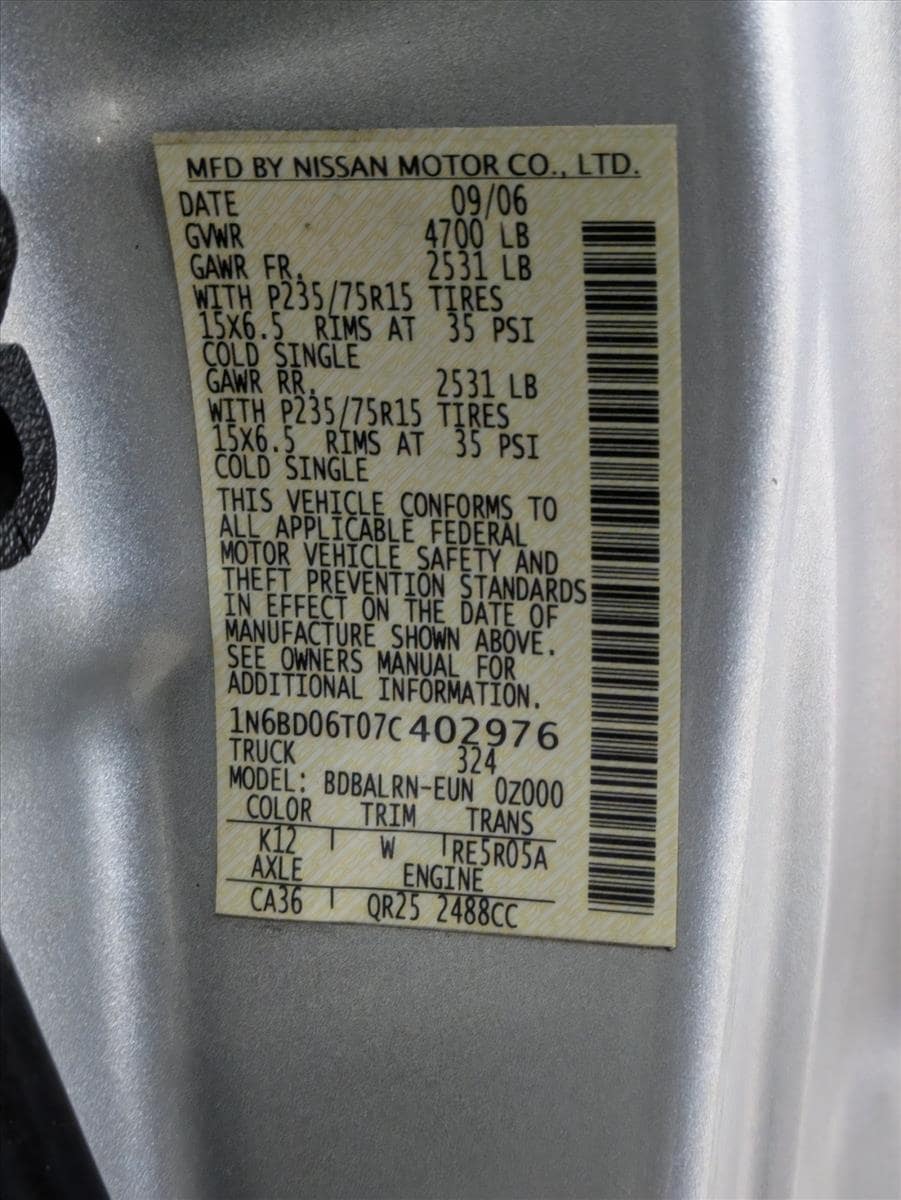 MFD BY NISSAN MOTOR CO., LTD.
DATE 09/06
GVWR 4700 LB
GAWR FR. 2531 LB
WITH P235/75R15 TIRES
15X6.5 RIMS AT 35 PSI
COLD SINGLE
GAWR RR. 2531 LB
WITH P235/75R15 TIRES
15X6.5 RIMS AT 35 PSI
COLD SINGLE
THIS VEHICLE CONFORMS TO
ALL APPLICABLE FEDERAL
MOTOR VEHICLE SAFETY AND
THEFT PREVENTION STANDARDS
IN EFFECT ON THE DATE OF
MANUFACTURE SHOWN ABOVE.
SEE OWNERS MANUAL FOR
ADDITIONAL INFORMATION.
1N6BD06T07C402976
TRUCK 324
MODEL: BDBALRN-EUN 0Z000
COLOR TRIM TRANS
K12 W RE5R05A
AXLE ENGINE
CA36 QR25 2488CC